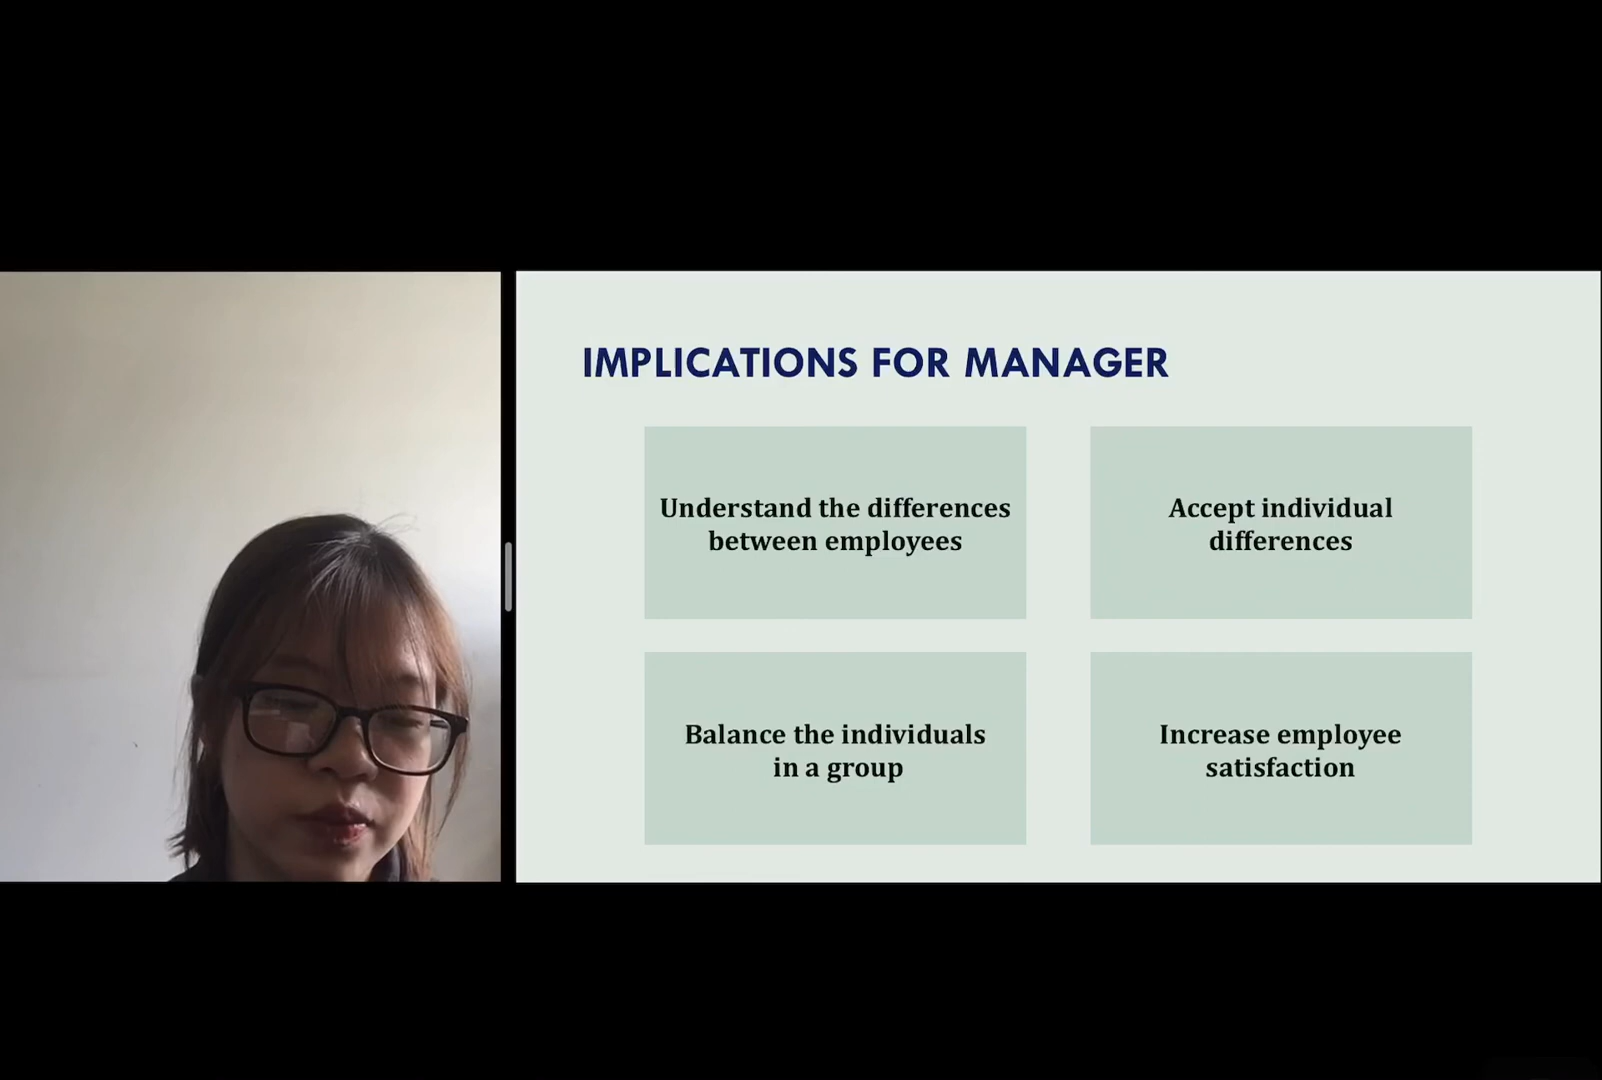 IMPLICATIONS FOR MANAGER
Understand the differences
between employees
Accept individual
differences
Balance the individuals
in a group
Increase employee
satisfaction